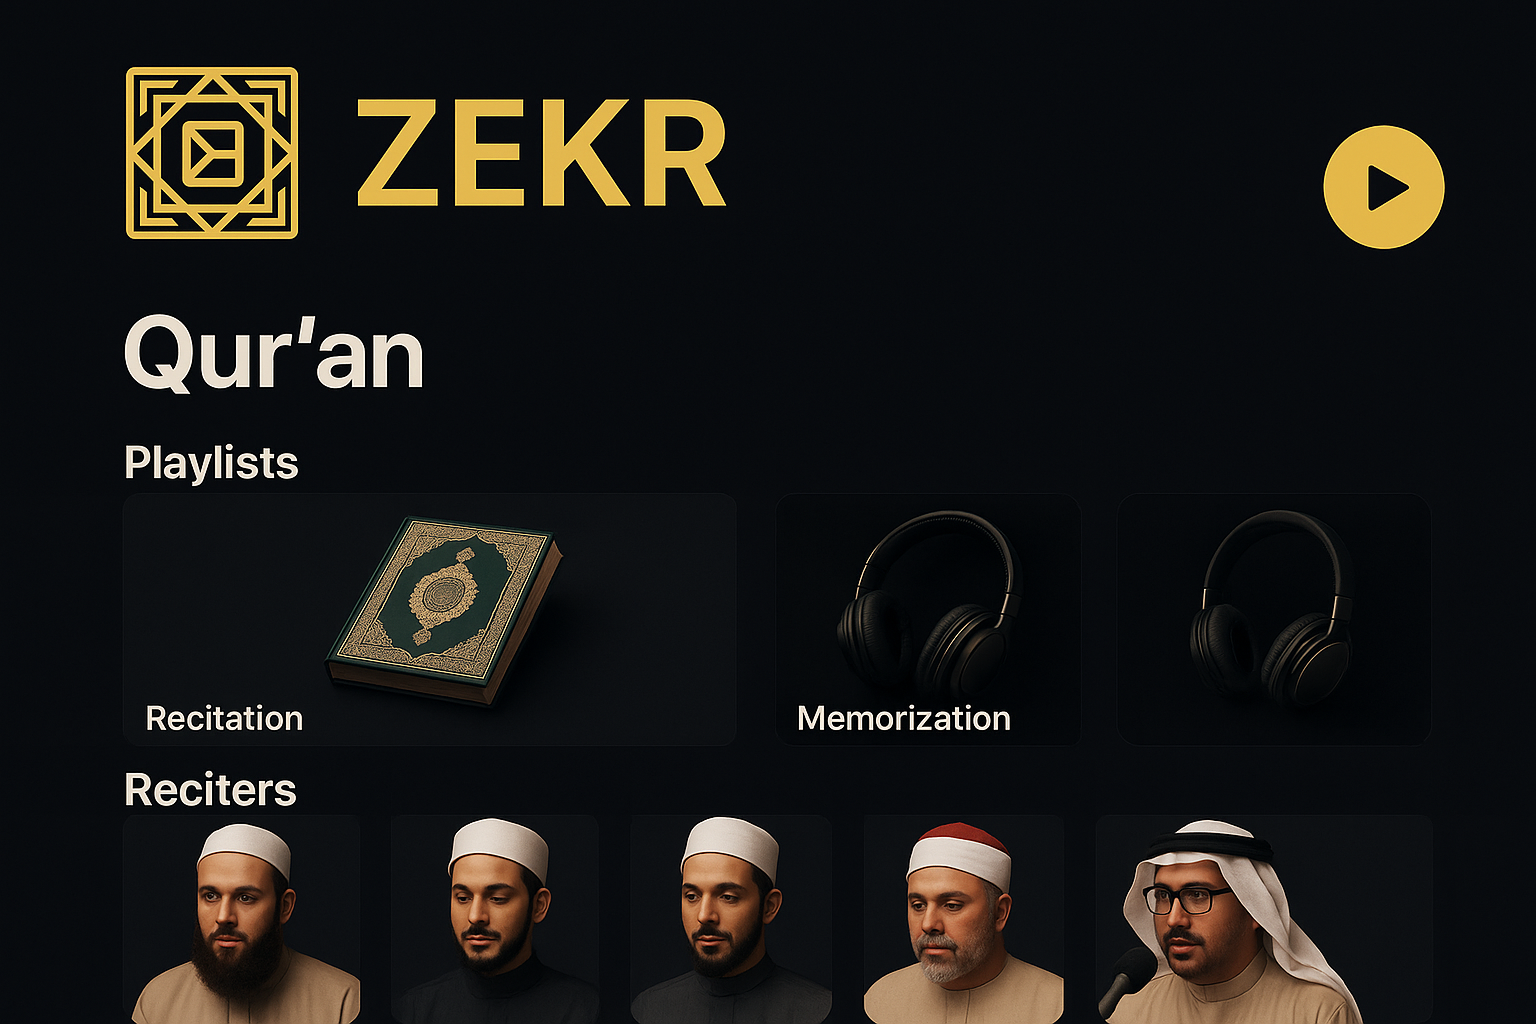 ZEKR
Qur'an
Playlists
Recitation
Memorization
Reciters